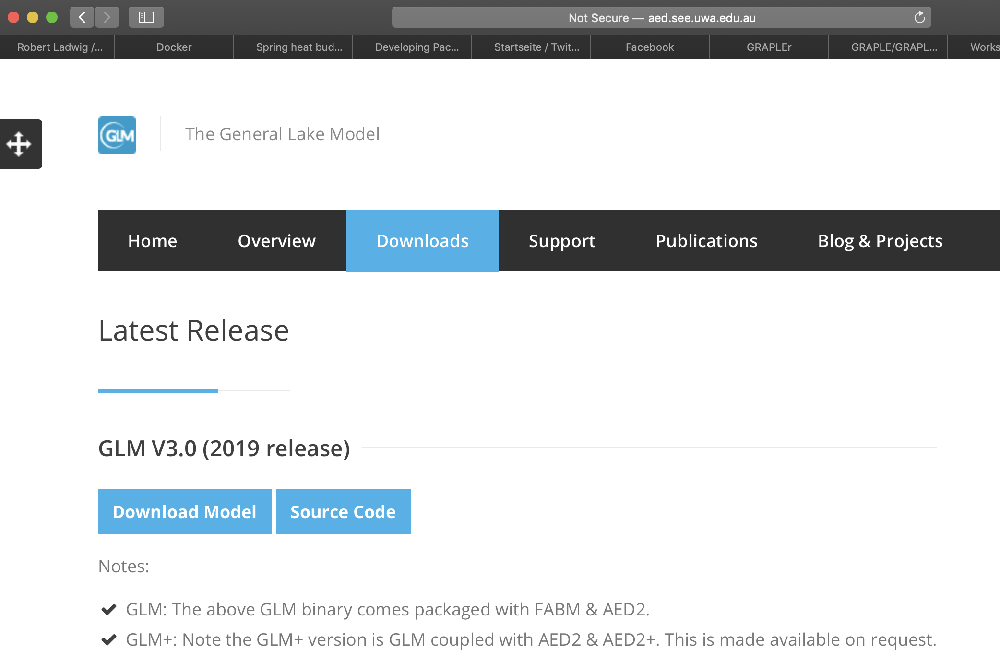 Not Secure — aed.see.uwa.edu.au
Robert Ladwig /...
Docker
Spring heat bud...
Developing Pac...
Startseite / Twit...
Facebook
GRAPLEr
GRAPLE/GRAPL...
Works
GLM
The General Lake Model
Home
Overview
Downloads
Support
Publications
Blog & Projects
Latest Release
GLM V3.0 (2019 release)
Download Model
Source Code
Notes:
GLM: The above GLM binary comes packaged with FABM & AED2.
GLM+: Note the GLM+ version is GLM coupled with AED2 & AED2+. This is made available on request.